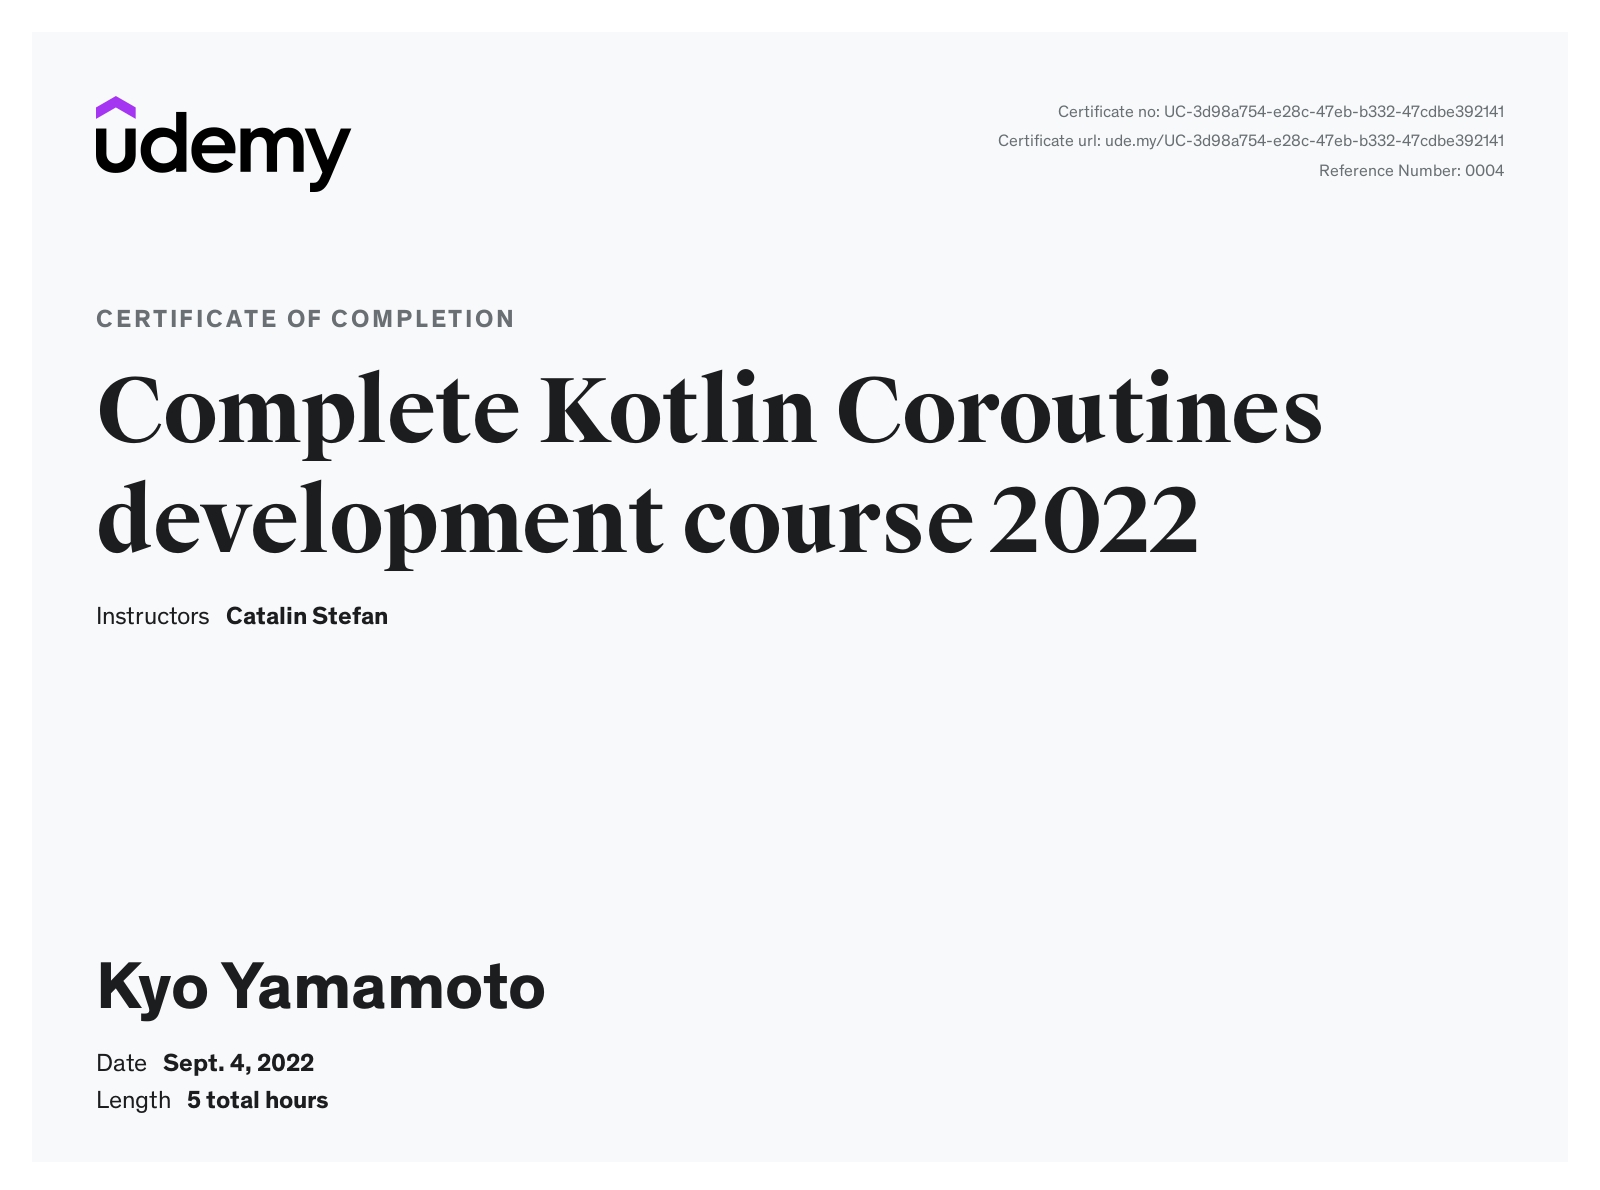 udemy
Certificate no: UC-3d98a754-e28c-47eb-b332-47cdbe392141
Certificate url: ude.my/UC-3d98a754-e28c-47eb-b332-47cdbe392141
Reference Number: 0004
CERTIFICATE OF COMPLETION
Complete Kotlin Coroutines
development course 2022
Instructors Catalin Stefan
Kyo Yamamoto
Date Sept. 4, 2022
Length 5 total hours